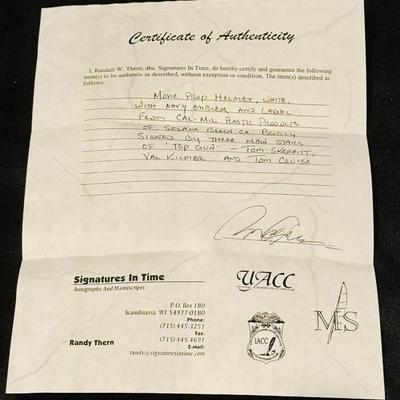 Certificate of Authenticity
I, Randall W. Thern, dba. Signatures In Time, do hereby certify and guarantee the following
item(s) to be authentic as described, without exception or condition. The item(s) described as
follows:
Movie Prop Helmet, White,
With Navy Emblem and Label
From Cal-Mil Plastic Products
of Solana Beach, CA. Boldly
Signed by three main stars
of "Top Gun" - Tom Skerritt,
Val Kilmer and Tom Cruise
Signatures In Time
Autographs And Manuscripts
P.O. Box 180
Scandinavia, WI 54977-0180
Phone:
(715) 445-3251
Fax:
(715) 445-4691
E-Mail:
Randy Thern
randy@signaturesintime.com
UACC
IACC
MS